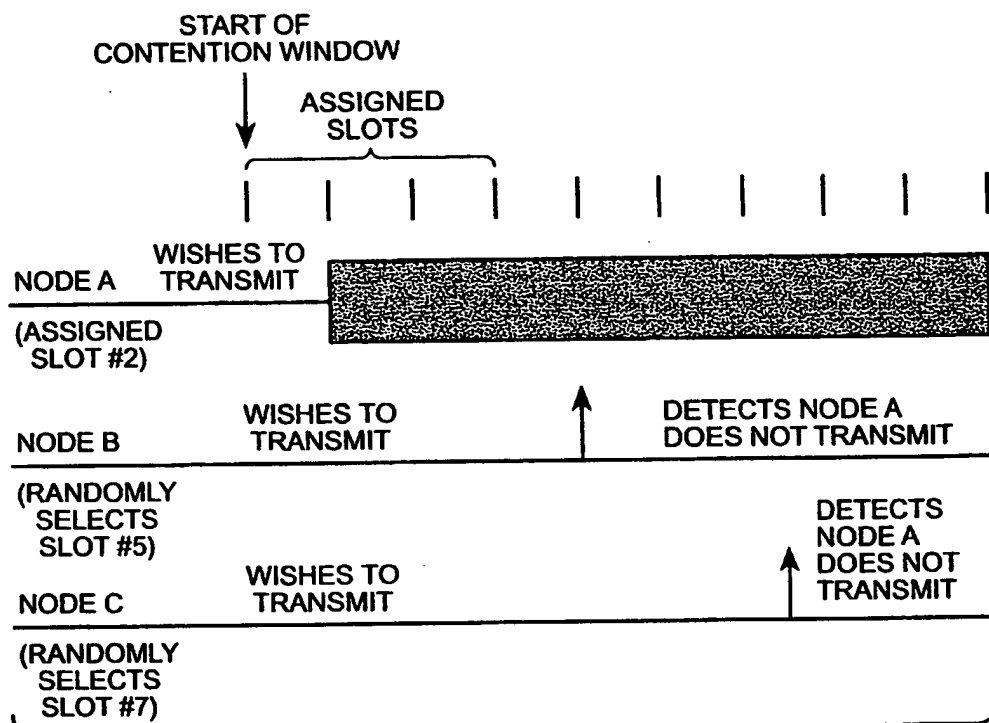 START OF
CONTENTION WINDOW
ASSIGNED
SLOTS
NODE A
WISHES TO
TRANSMIT
(ASSIGNED
SLOT #2)
NODE B
WISHES TO
TRANSMIT
DETECTS NODE A
DOES NOT TRANSMIT
(RANDOMLY
SELECTS
SLOT #5)
NODE C
WISHES TO
TRANSMIT
DETECTS
NODE A
DOES NOT
TRANSMIT
(RANDOMLY
SELECTS
SLOT #7)